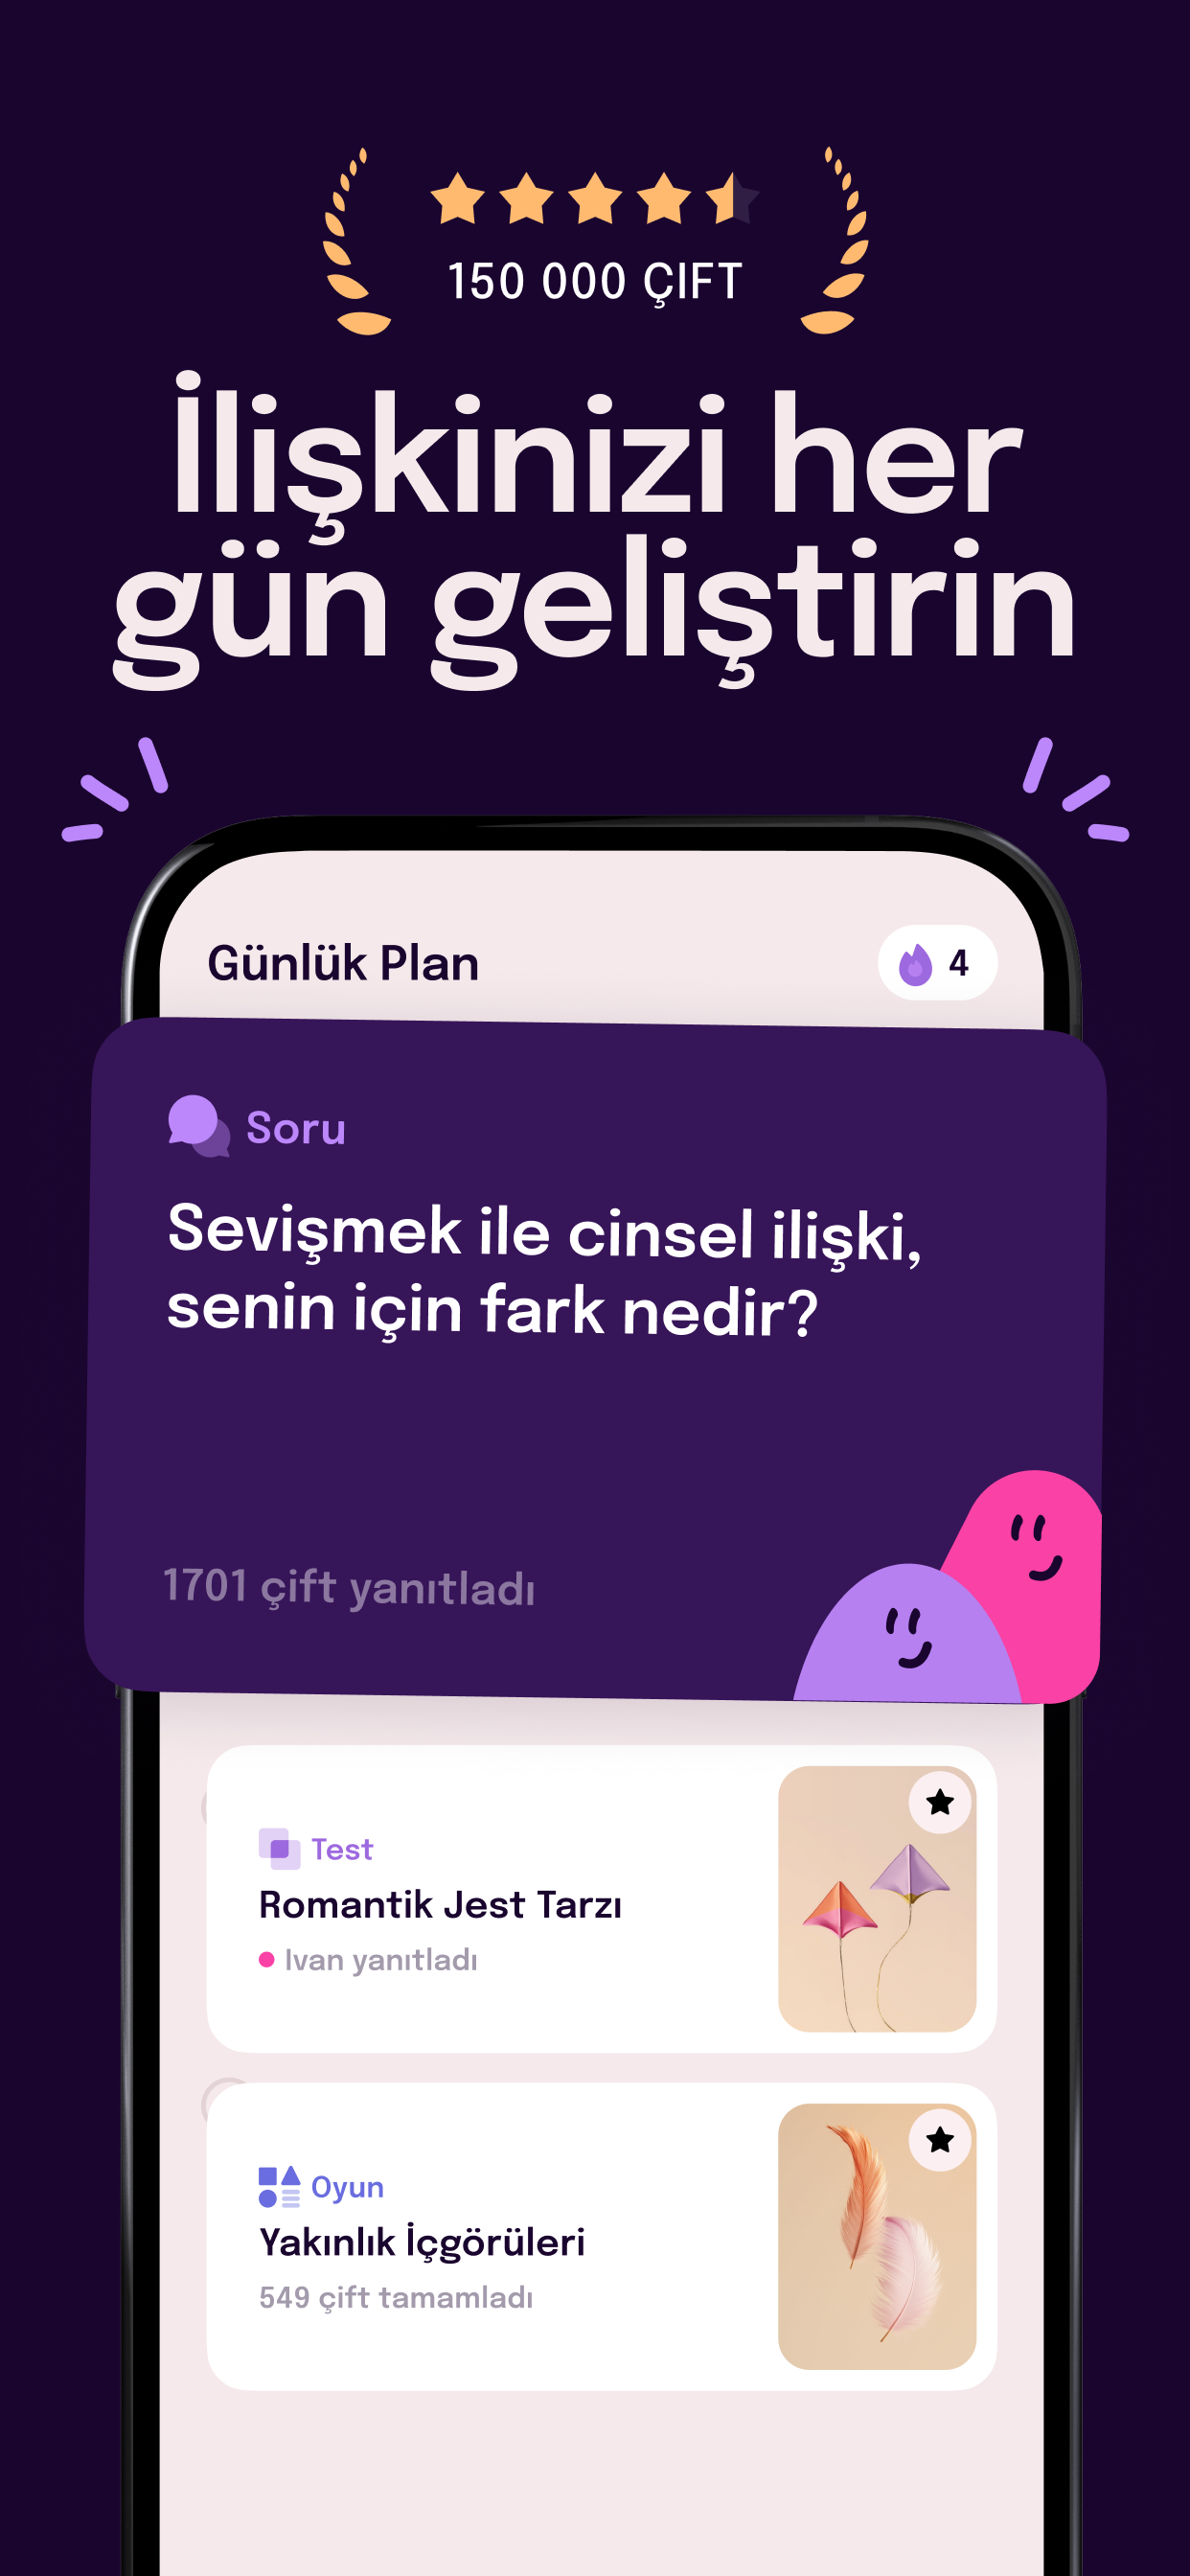 150 000 ÇIFT
İlişkinizi her
gün geliştirin
Günlük Plan
4
Soru
Sevişmek ile cinsel ilişki,
senin için fark nedir?
1701 çift yanıtladı
Test
Romantik Jest Tarzı
Ivan yanıtladı
Oyun
Yakınlık İçgörüleri
549 çift tamamladı